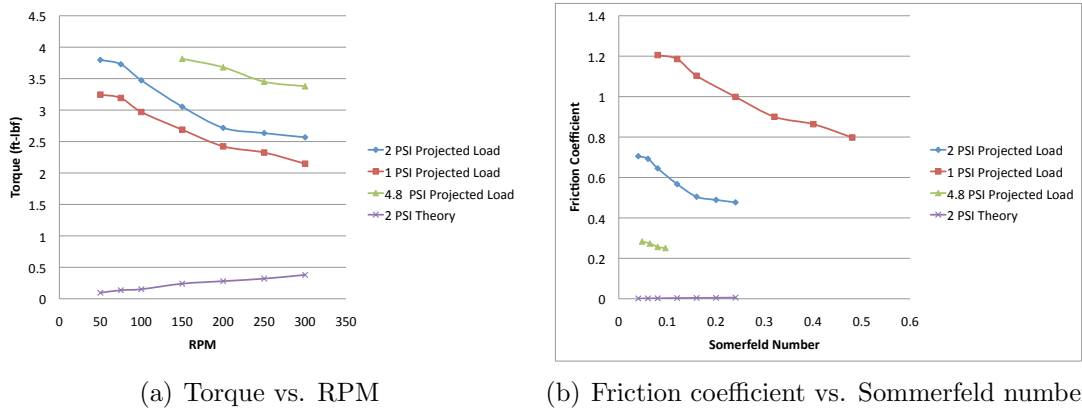 4.5
4
3.5
3
2.5
2
1.5
1
0.5
0
Torque (ft-lbf)
0 50 100 150 200 250 300 350
RPM
2 PSI Projected Load
1 PSI Projected Load
4.8 PSI Projected Load
2 PSI Theory
(a) Torque vs. RPM
1.4
1.2
1
0.8
0.6
0.4
0.2
0
Friction Coefficient
0 0.1 0.2 0.3 0.4 0.5 0.6
Somerfeld Number
2 PSI Projected Load
1 PSI Projected Load
4.8 PSI Projected Load
2 PSI Theory
(b) Friction coefficient vs. Sommerfeld numbe